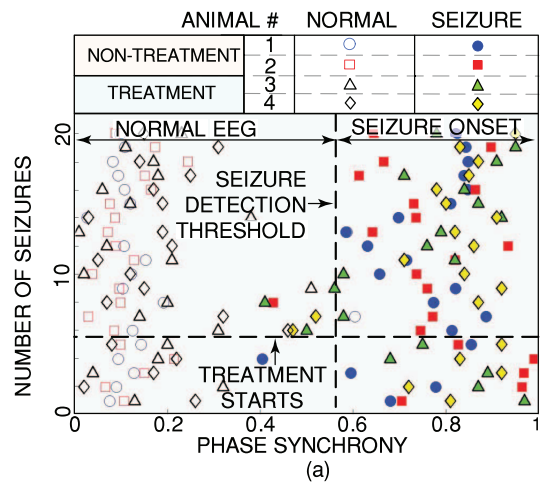 ANIMAL # NORMAL SEIZURE
NON-TREATMENT 1
2
TREATMENT 3
4
NORMAL EEG SEIZURE ONSET
SEIZURE
DETECTION
THRESHOLD
TREATMENT
STARTS
NUMBER OF SEIZURES
20
10
0
0 0.2 0.4 0.6 0.8 1
PHASE SYNCHRONY
(a)